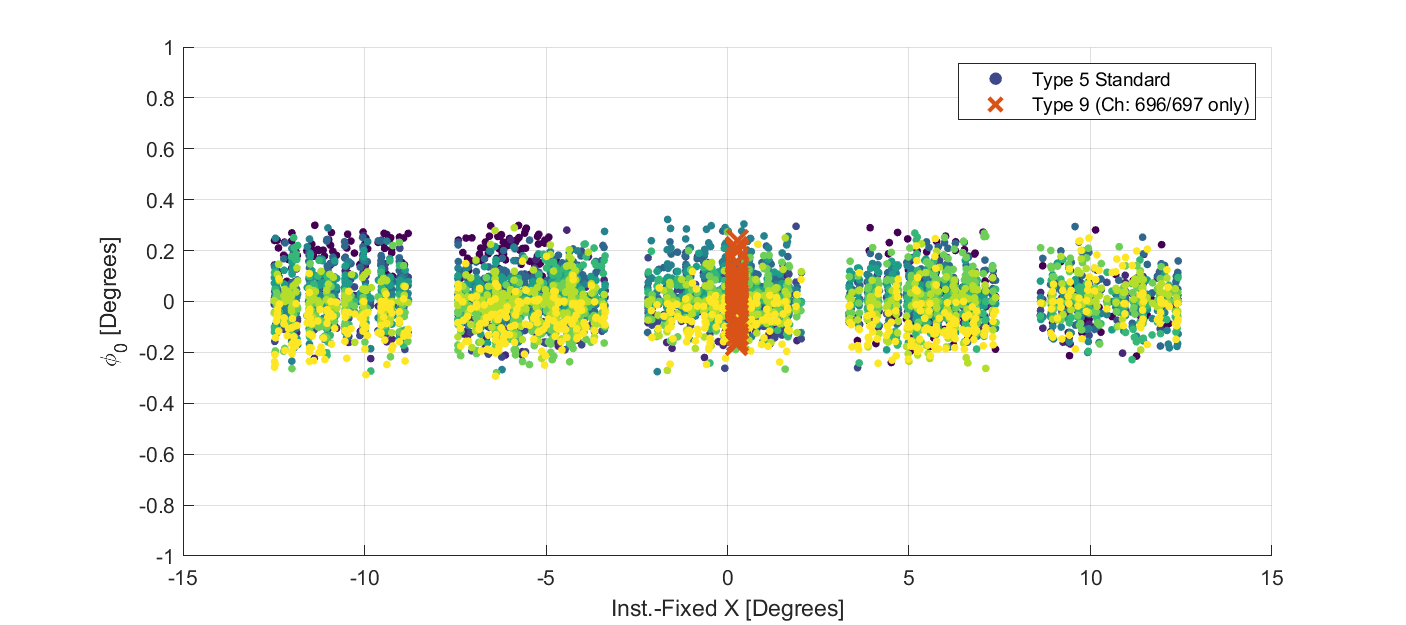 Type 5 Standard
Type 9 (Ch: 696/697 only)
1
0.8
0.6
0.4
0.2
0
-0.2
-0.4
-0.6
-0.8
-1
ϕ0 [Degrees]
-15 -10 -5 0 5 10 15
Inst.-Fixed X [Degrees]